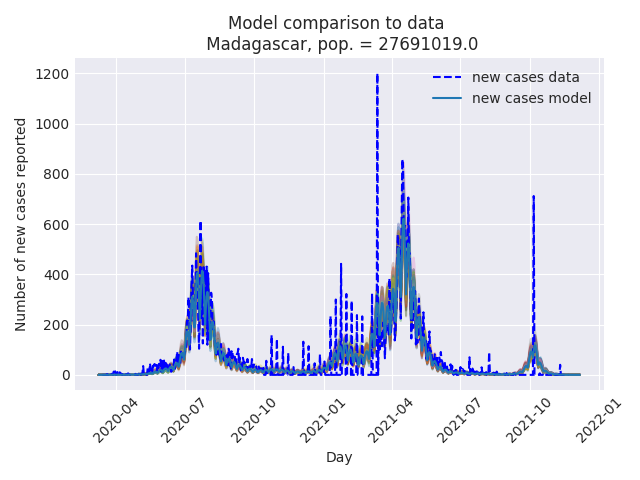 Model comparison to data
Madagascar, pop. = 27691019.0
new cases data
new cases model
Number of new cases reported
1200
1000
800
600
400
200
0
2020-04
2020-07
2020-10
2021-01
2021-04
2021-07
2021-10
2022-01
Day